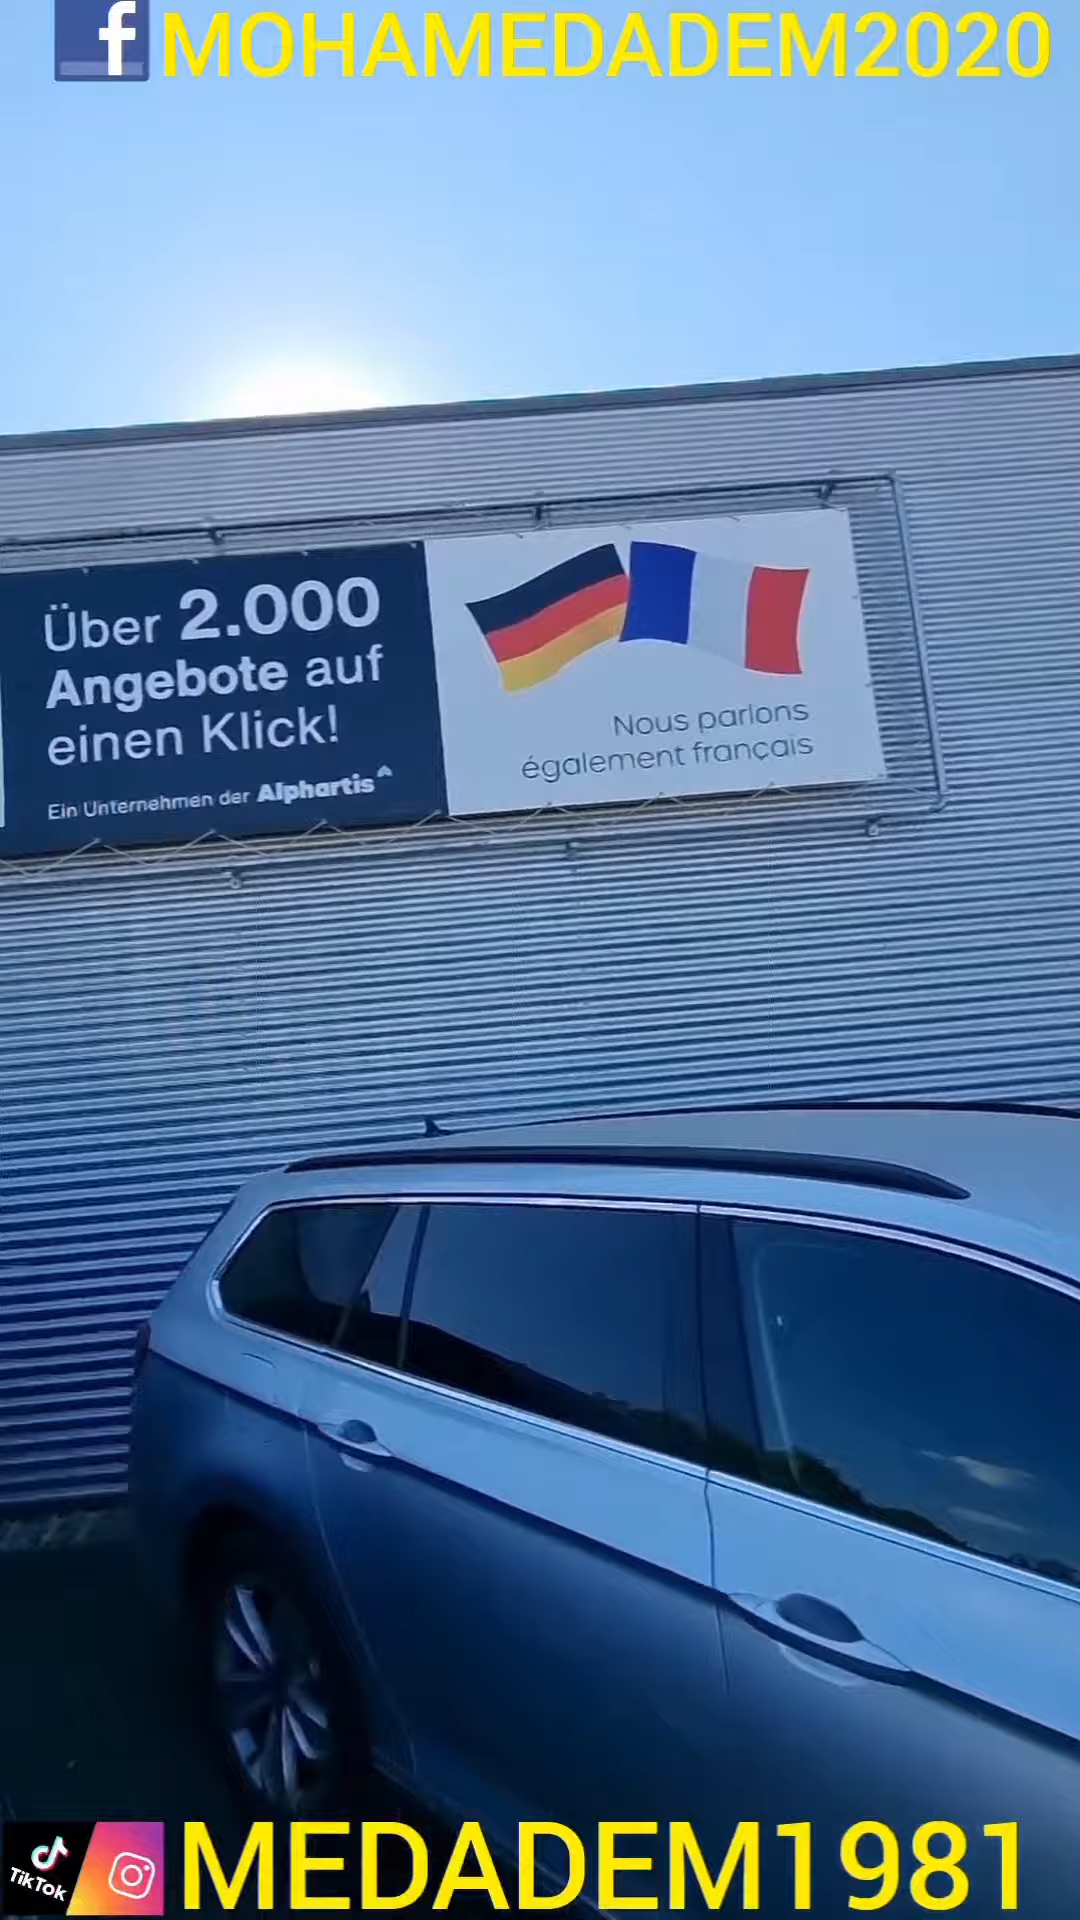 MOHAMEDADEM2020
Über 2.000
Angebote auf
einen Klick!
Ein Unternehmen der Alphartis
Nous parlons
également français
TikTok
MEDADEM1981